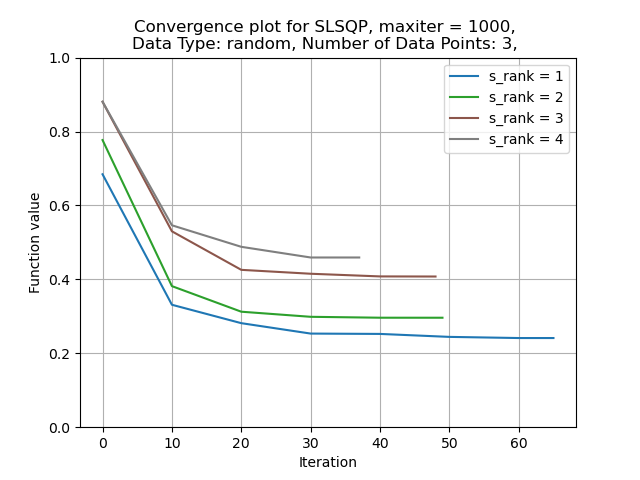 Convergence plot for SLSQP, maxiter = 1000,
Data Type: random, Number of Data Points: 3,
1.0
0.8
0.6
0.4
0.2
0.0
Function value
s_rank = 1
s_rank = 2
s_rank = 3
s_rank = 4
0 10 20 30 40 50 60
Iteration